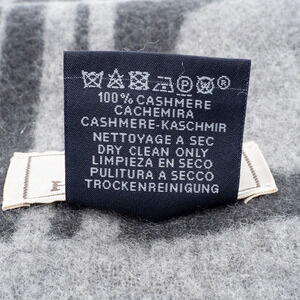 100% CASHMERE
CACHEMIRA
CASHMERE-KASCHMIR
NETTOYAGE A SEC
DRY CLEAN ONLY
LIMPIEZA EN SECO
PULITURA A SECCO
TROCKENREINIGUNG